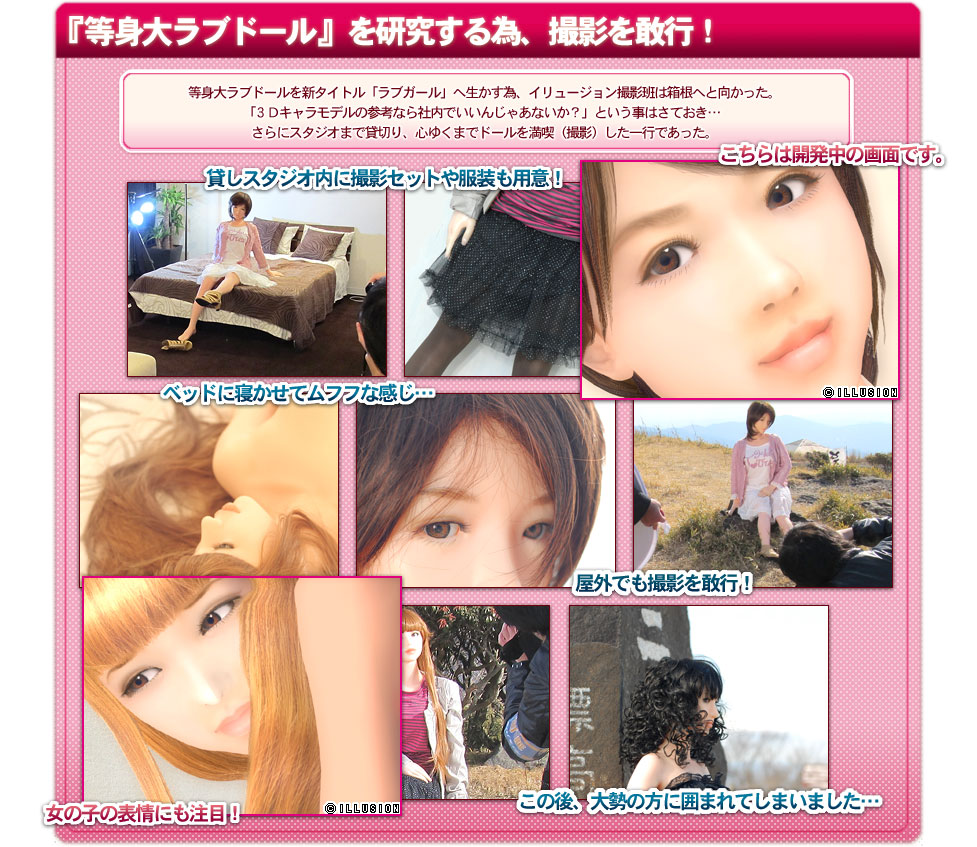 『等身大ラブドール』を研究する為、撮影を敢行！
等身大ラブドールを新タイトル「ラブガール」へ生かす為、イリュージョン撮影班は箱根へと向かった。
「３Ｄキャラモデルの参考なら社内でいいんじゃあないか？」という事はさておき…
さらにスタジオまで貸切り、心ゆくまでドールを満喫（撮影）した一行であった。
こちらは開発中の画面です。
貸しスタジオ内に撮影セットや服装も用意！
©ILLUSION
ベッドに寝かせてムフフな感じ…
屋外でも撮影を敢行！
©ILLUSION
女の子の表情にも注目！
この後、大勢の方に囲まれてしまいました…